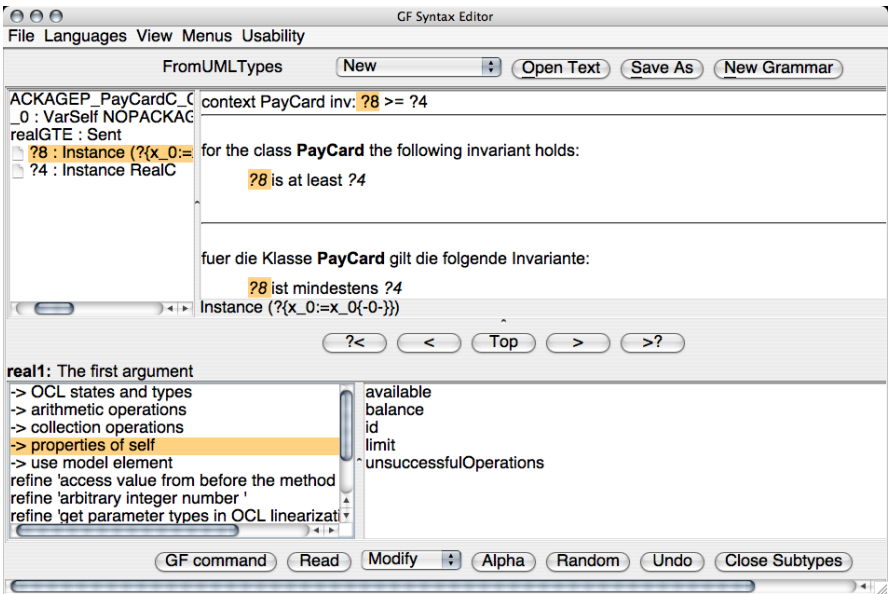 GF Syntax Editor
File Languages View Menus Usability
FromUMLTypes New Open Text Save As New Grammar
ACKAGEP_PayCardC_C
_0 : VarSelf NOPACKAG
realGTE : Sent
?8 : Instance (?{x_0:=
?4 : Instance RealC
context PayCard inv: ?8 >= ?4
for the class PayCard the following invariant holds:
?8 is at least ?4
fuer die Klasse PayCard gilt die folgende Invariante:
?8 ist mindestens ?4
Instance (?{x_0:=x_0{-0-}})
?< < Top > >?
real1: The first argument
-> OCL states and types
-> arithmetic operations
-> collection operations
-> properties of self
-> use model element
refine 'access value from before the method
refine 'arbitrary integer number '
refine 'get parameter types in OCL linearizati
available
balance
id
limit
unsuccessfulOperations
GF command Read Modify Alpha Random Undo Close Subtypes